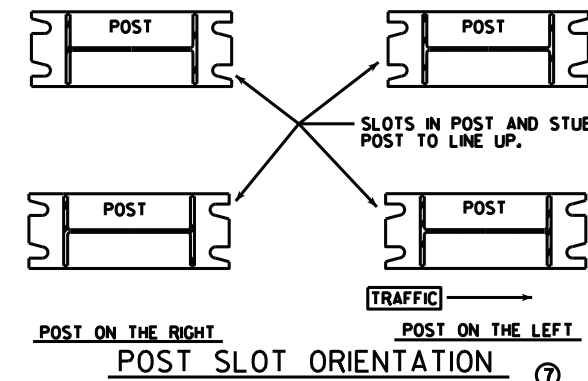 POST
POST
SLOTS IN POST AND STUB
POST TO LINE UP.
POST
POST
TRAFFIC
POST ON THE RIGHT
POST ON THE LEFT
POST SLOT ORIENTATION
7